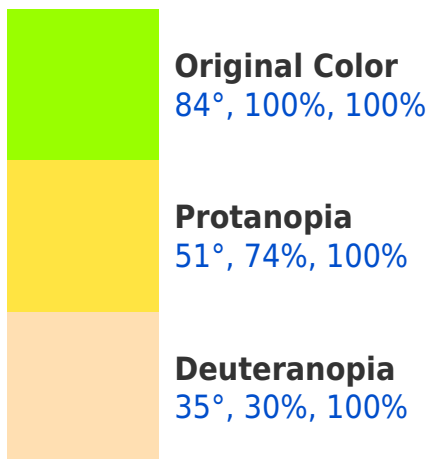 Original Color
84°, 100%, 100%
Protanopia
51°, 74%, 100%
Deuteranopia
35°, 30%, 100%